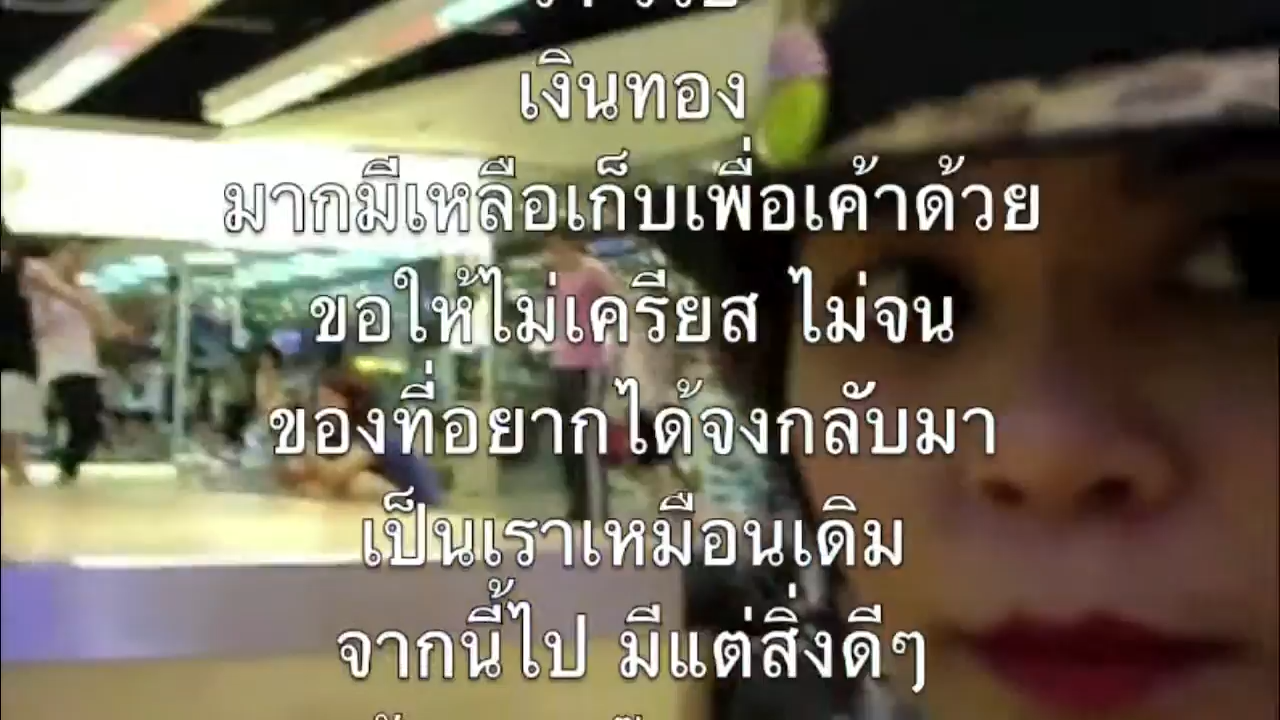 เงินทอง
มากมีเหลือเก็บเพื่อเค้าด้วย
ขอให้ไม่เครียส ไม่จน
ของที่อยากได้จงกลับมา
เป็นเราเหมือนเดิม
จากนี้ไป มีแต่สิ่งดีๆ